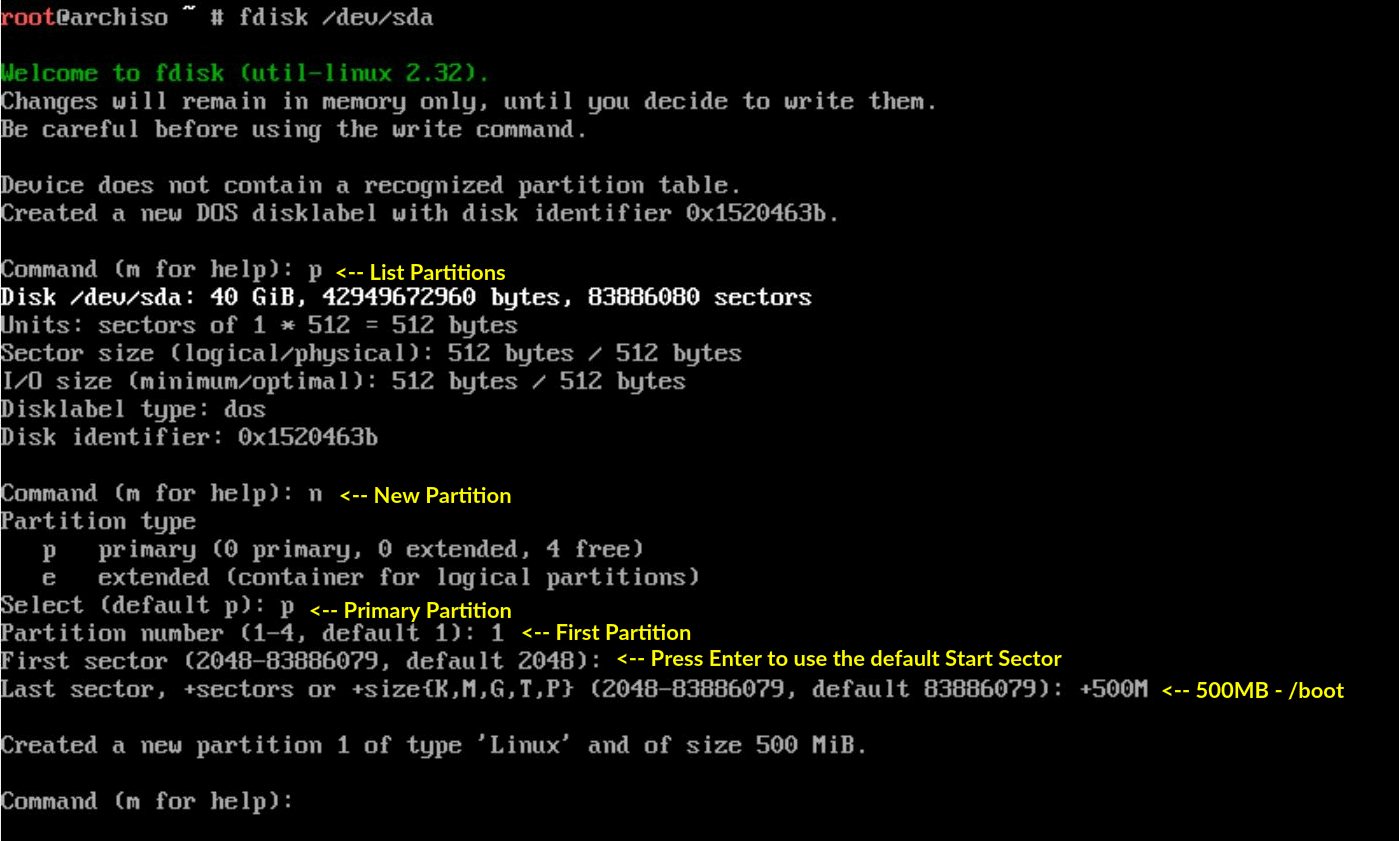 root@archiso ~ # fdisk /dev/sda
Welcome to fdisk (util-linux 2.32).
Changes will remain in memory only, until you decide to write them.
Be careful before using the write command.
Device does not contain a recognized partition table.
Created a new DOS disklabel with disk identifier 0x1520463b.
Command (m for help): p <-- List Partitions
Disk /dev/sda: 40 GiB, 42949672960 bytes, 83886080 sectors
Units: sectors of 1 * 512 = 512 bytes
Sector size (logical/physical): 512 bytes / 512 bytes
I/O size (minimum/optimal): 512 bytes / 512 bytes
Disklabel type: dos
Disk identifier: 0x1520463b
Command (m for help): n <-- New Partition
Partition type
p primary (0 primary, 0 extended, 4 free)
e extended (container for logical partitions)
Select (default p): p <-- Primary Partition
Partition number (1-4, default 1): 1 <-- First Partition
First sector (2048-83886079, default 2048): <-- Press Enter to use the default Start Sector
Last sector, +sectors or +size{K,M,G,T,P} (2048-83886079, default 83886079): +500M <-- 500MB - /boot
Created a new partition 1 of type 'Linux' and of size 500 MiB.
Command (m for help):